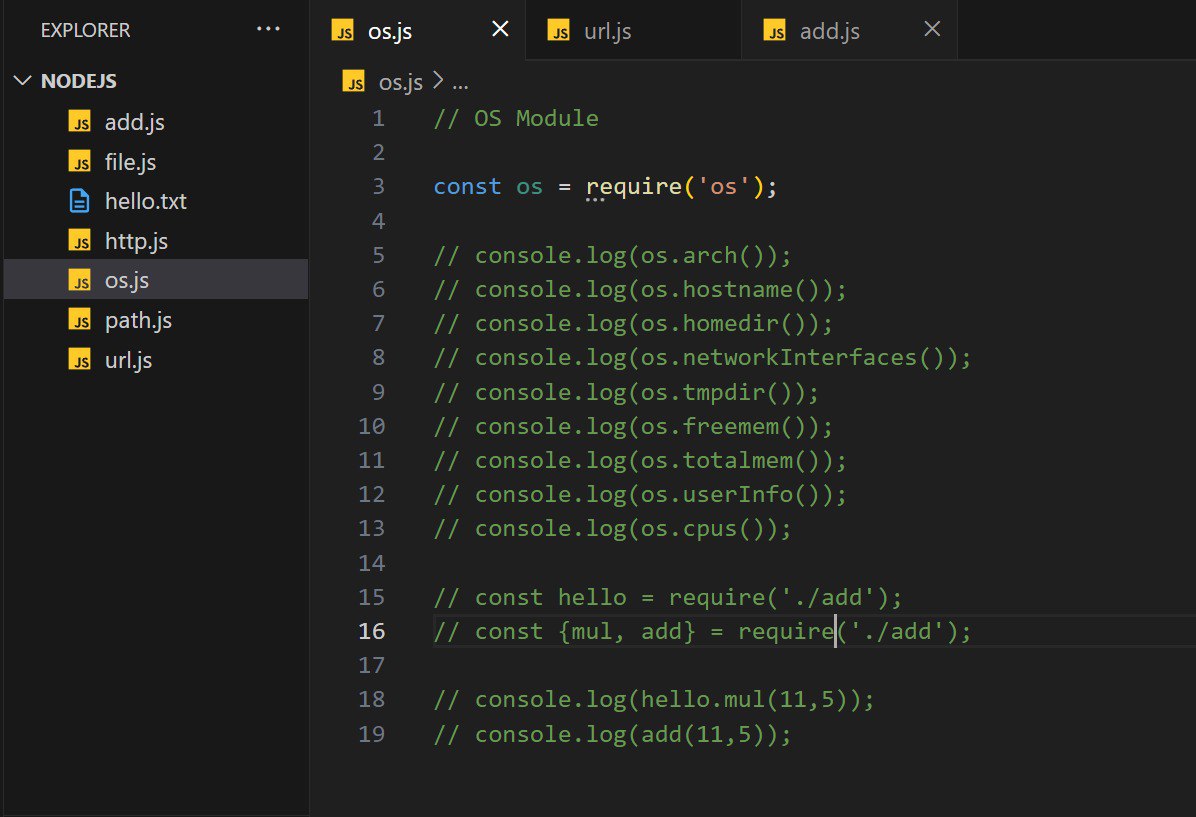 EXPLORER ...
NODEJS
JS add.js
JS file.js
hello.txt
JS http.js
JS os.js
JS path.js
JS url.js
JS os.js JS url.js JS add.js
JS os.js > ...
1 // OS Module
2
3 const os = require('os');
4
5 // console.log(os.arch());
6 // console.log(os.hostname());
7 // console.log(os.homedir());
8 // console.log(os.networkInterfaces());
9 // console.log(os.tmpdir());
10 // console.log(os.freemem());
11 // console.log(os.totalmem());
12 // console.log(os.userInfo());
13 // console.log(os.cpus());
14
15 // const hello = require('./add');
16 // const {mul, add} = require('./add');
17
18 // console.log(hello.mul(11,5));
19 // console.log(add(11,5));